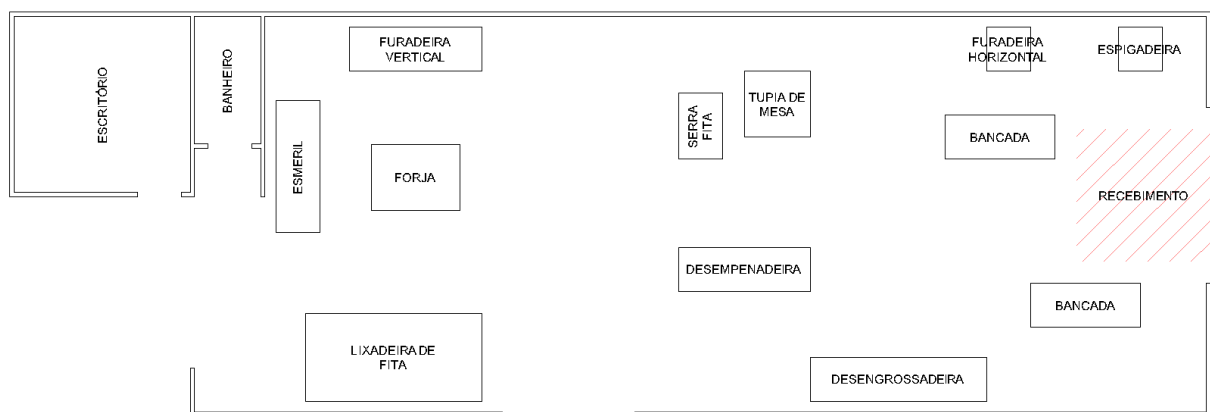 ESCRITÓRIO
BANHEIRO
FURADEIRA
VERTICAL
ESMERIL
FORJA
LIXADEIRA DE
FITA
SERRA
FITA
TUPIA DE
MESA
FURADEIRA
HORIZONTAL
ESPIGADEIRA
BANCADA
RECEBIMENTO
DESEMPENADEIRA
BANCADA
DESENGROSSADEIRA